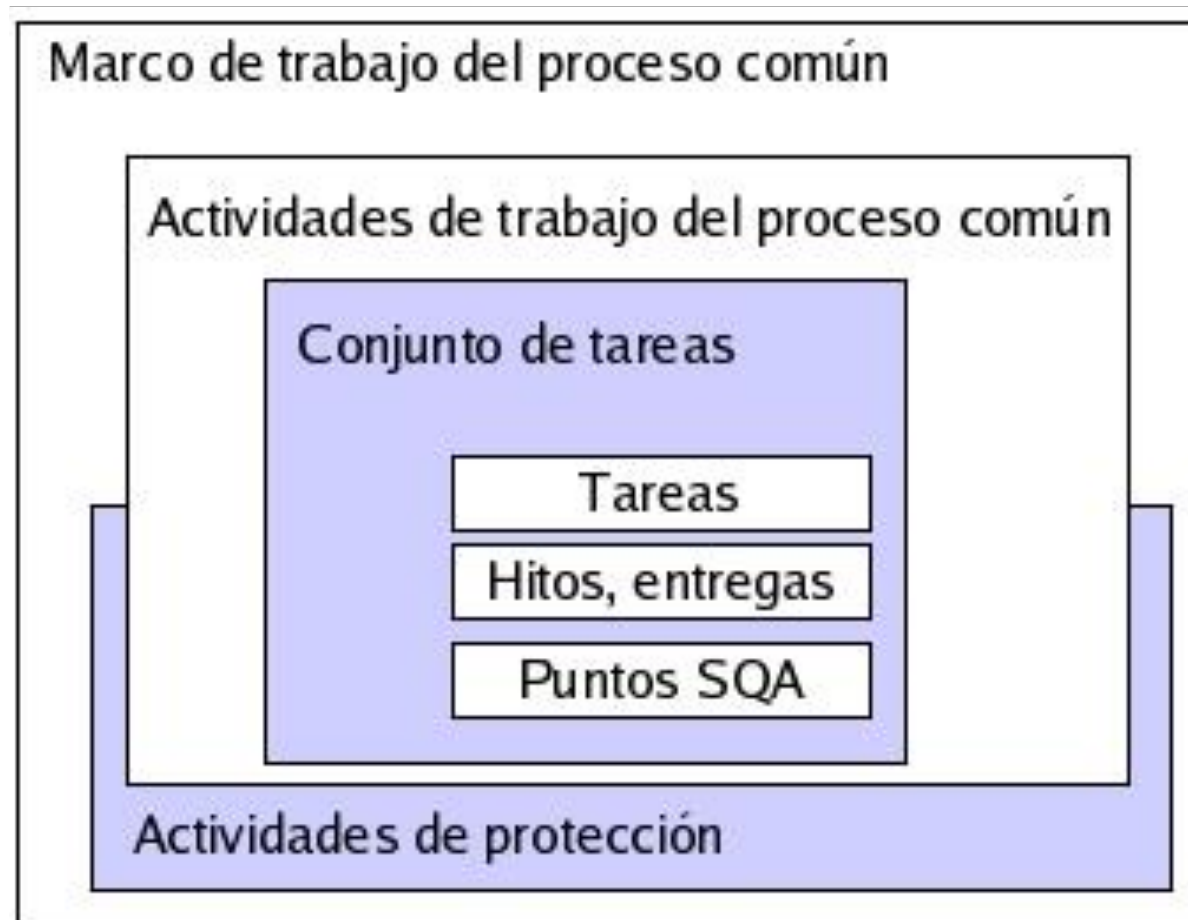 Marco de trabajo del proceso común
Actividades de trabajo del proceso común
Conjunto de tareas
Tareas
Hitos, entregas
Puntos SQA
Actividades de protección